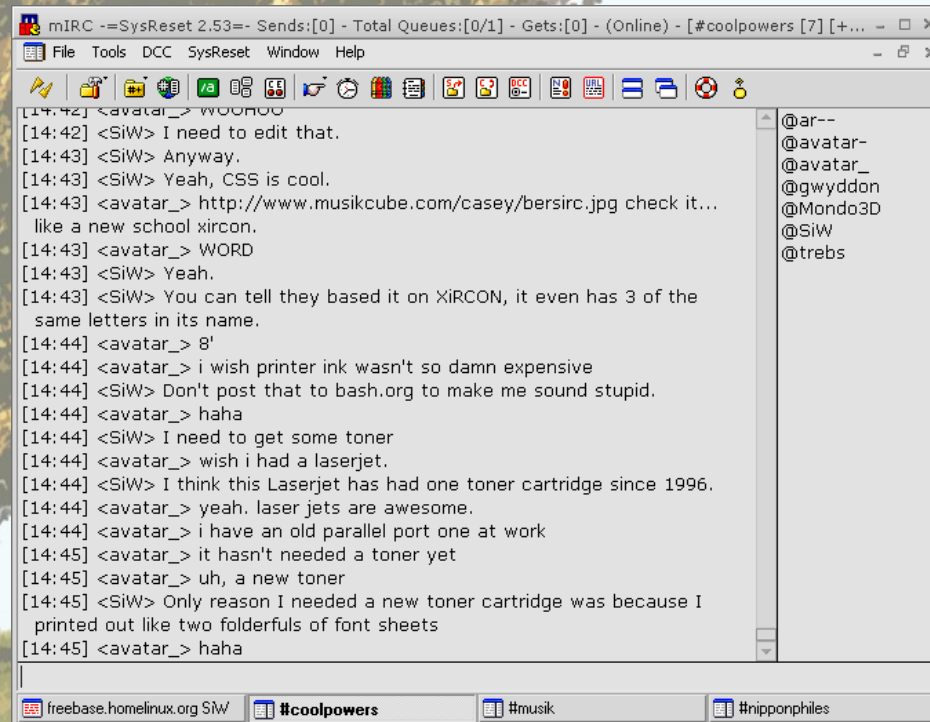 mIRC -=SysReset 2.53=- Sends:[0] - Total Queues:[0/1] - Gets:[0] - (Online) - [#coolpowers [7] [+...
File Tools DCC SysReset Window Help
[14:42] <avatar_> WOOHOO
[14:42] <SiW> I need to edit that.
[14:43] <SiW> Anyway.
[14:43] <SiW> Yeah, CSS is cool.
[14:43] <avatar_> http://www.musikcube.com/casey/bersirc.jpg check it...
like a new school xircon.
[14:43] <avatar_> WORD
[14:43] <SiW> Yeah.
[14:43] <SiW> You can tell they based it on XiRCON, it even has 3 of the
same letters in its name.
[14:44] <avatar_> 8'
[14:44] <avatar_> i wish printer ink wasn't so damn expensive
[14:44] <SiW> Don't post that to bash.org to make me sound stupid.
[14:44] <avatar_> haha
[14:44] <SiW> I need to get some toner
[14:44] <avatar_> wish i had a laserjet.
[14:44] <SiW> I think this Laserjet has had one toner cartridge since 1996.
[14:44] <avatar_> yeah. laser jets are awesome.
[14:44] <avatar_> i have an old parallel port one at work
[14:45] <avatar_> it hasn't needed a toner yet
[14:45] <avatar_> uh, a new toner
[14:45] <SiW> Only reason I needed a new toner cartridge was because I
printed out like two folderfuls of font sheets
[14:45] <avatar_> haha
@ar--
@avatar-
@avatar_
@gwyddon
@Mondo3D
@SiW
@trebs
freebase.homelinux.org SiW
#coolpowers
#musik
#nipponphiles